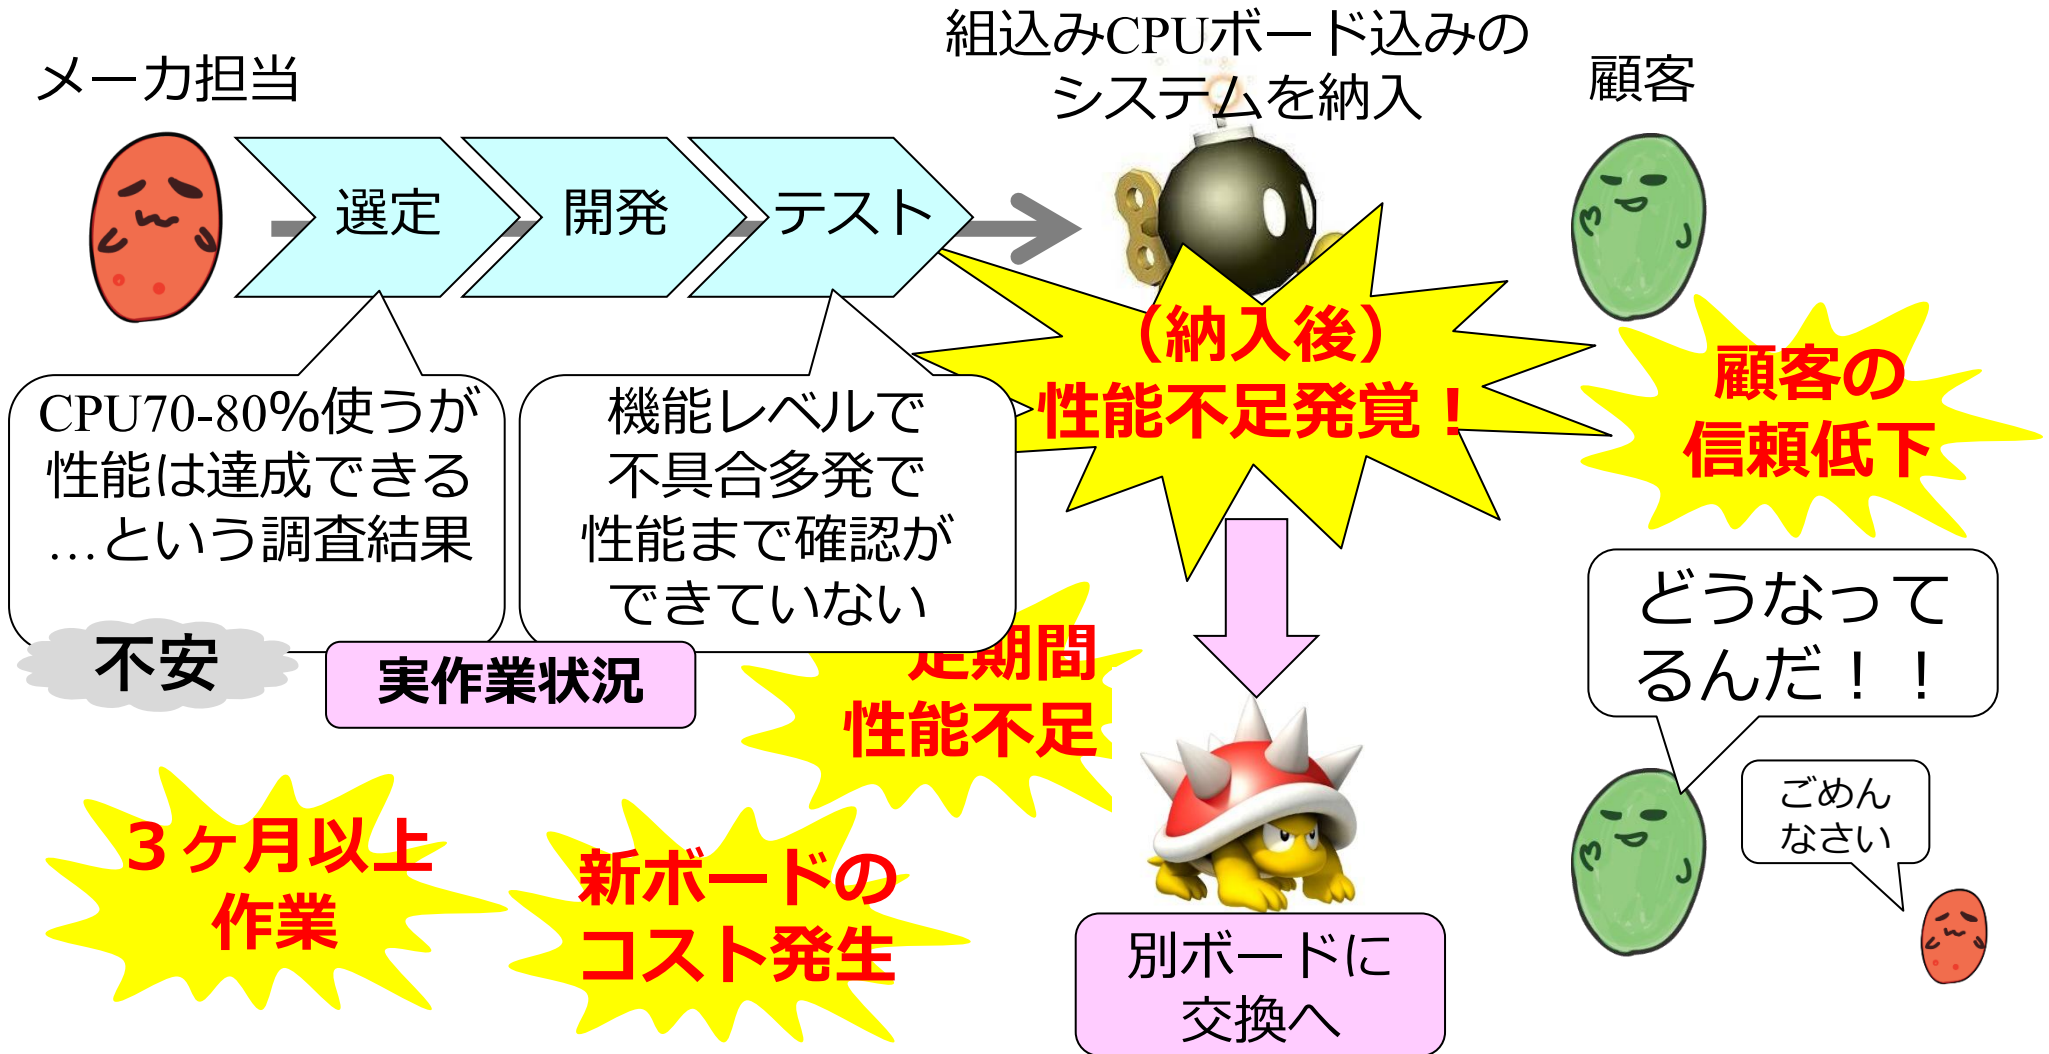 組込みCPUボード込みの
システムを納入
メーカ担当
顧客
選定
開発
テスト
(納入後)
性能不足発覚!
顧客の
信頼低下
CPU70-80%使うが
性能は達成できる
…という調査結果
機能レベルで
不具合多発で
性能まで確認が
できていない
不安
実作業状況
定期間
性能不足
どうなって
るんだ!!
ごめん
なさい
3ヶ月以上
作業
新ボードの
コスト発生
別ボードに
交換へ